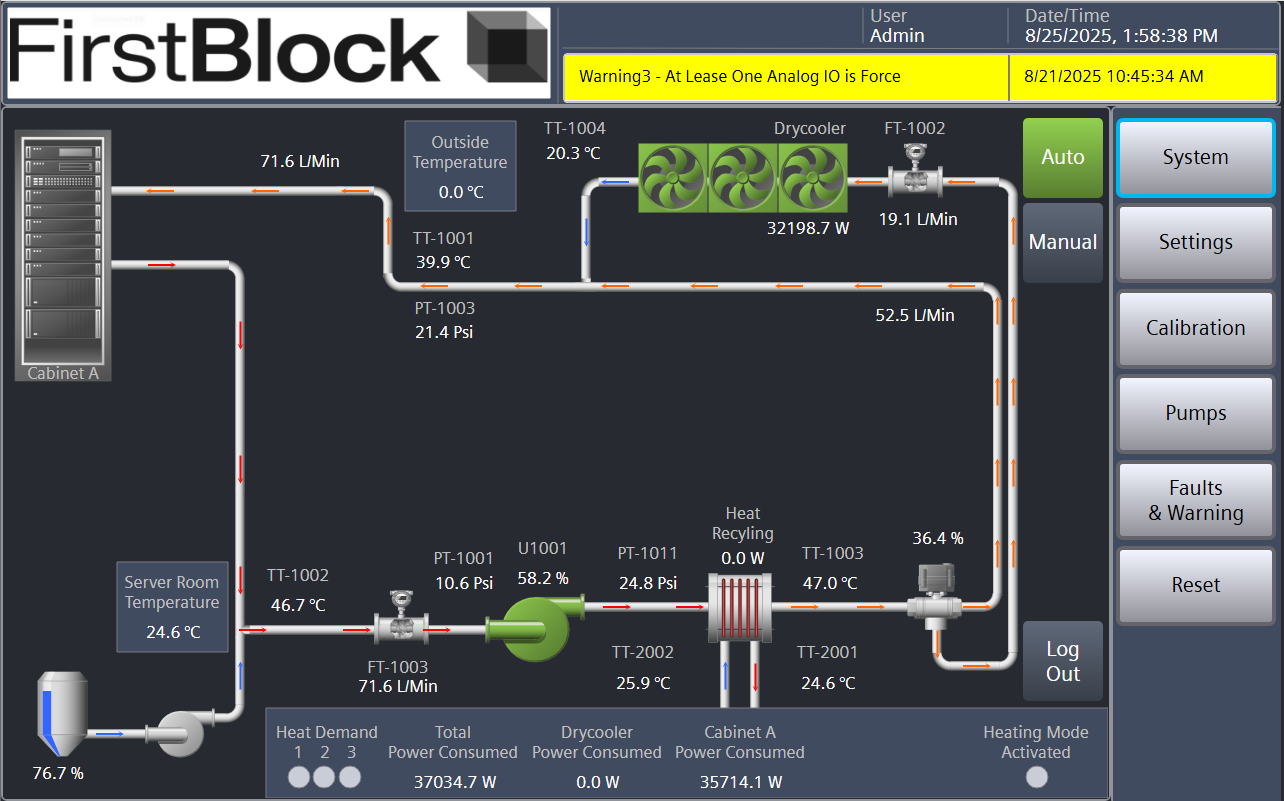 FirstBlock
User
Admin
Date/Time
8/25/2025, 1:58:38 PM
Warning3 - At Lease One Analog IO is Force
8/21/2025 10:45:34 AM
Cabinet A
71.6 L/Min
Outside
Temperature
0.0 °C
TT-1004
20.3 °C
Drycooler
32198.7 W
FT-1002
19.1 L/Min
Auto
Manual
TT-1001
39.9 °C
PT-1003
21.4 Psi
52.5 L/Min
System
Settings
Calibration
Pumps
Faults
& Warning
Reset
Server Room
Temperature
24.6 °C
TT-1002
46.7 °C
FT-1003
71.6 L/Min
PT-1001
10.6 Psi
U1001
58.2 %
PT-1011
24.8 Psi
Heat
Recyling
0.0 W
TT-1003
47.0 °C
36.4 %
TT-2002
25.9 °C
TT-2001
24.6 °C
Log
Out
76.7 %
Heat Demand
1 2 3
Total
Power Consumed
37034.7 W
Drycooler
Power Consumed
0.0 W
Cabinet A
Power Consumed
35714.1 W
Heating Mode
Activated